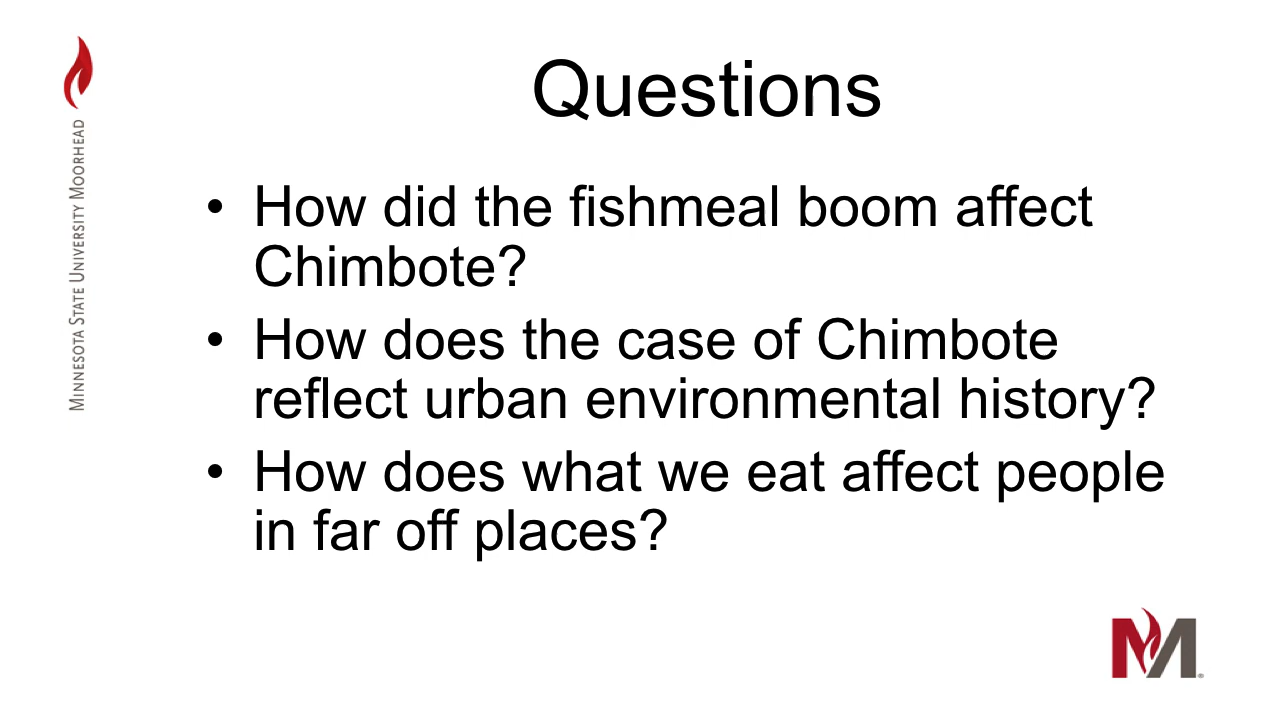 MINNESOTA STATE UNIVERSITY MOORHEAD
Questions
• How did the fishmeal boom affect
Chimbote?
• How does the case of Chimbote
reflect urban environmental history?
• How does what we eat affect people
in far off places?
M®